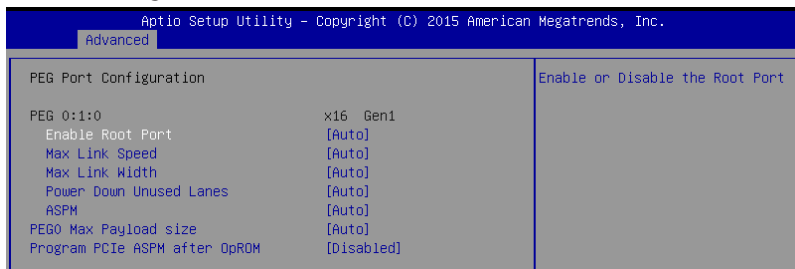 Aptio Setup Utility – Copyright (C) 2015 American Megatrends, Inc.
Advanced
PEG Port Configuration
Enable or Disable the Root Port
PEG 0:1:0 x16 Gen1
Enable Root Port [Auto]
Max Link Speed [Auto]
Max Link Width [Auto]
Power Down Unused Lanes [Auto]
ASPM [Auto]
PEG0 Max Payload size [Auto]
Program PCIe ASPM after OpROM [Disabled]